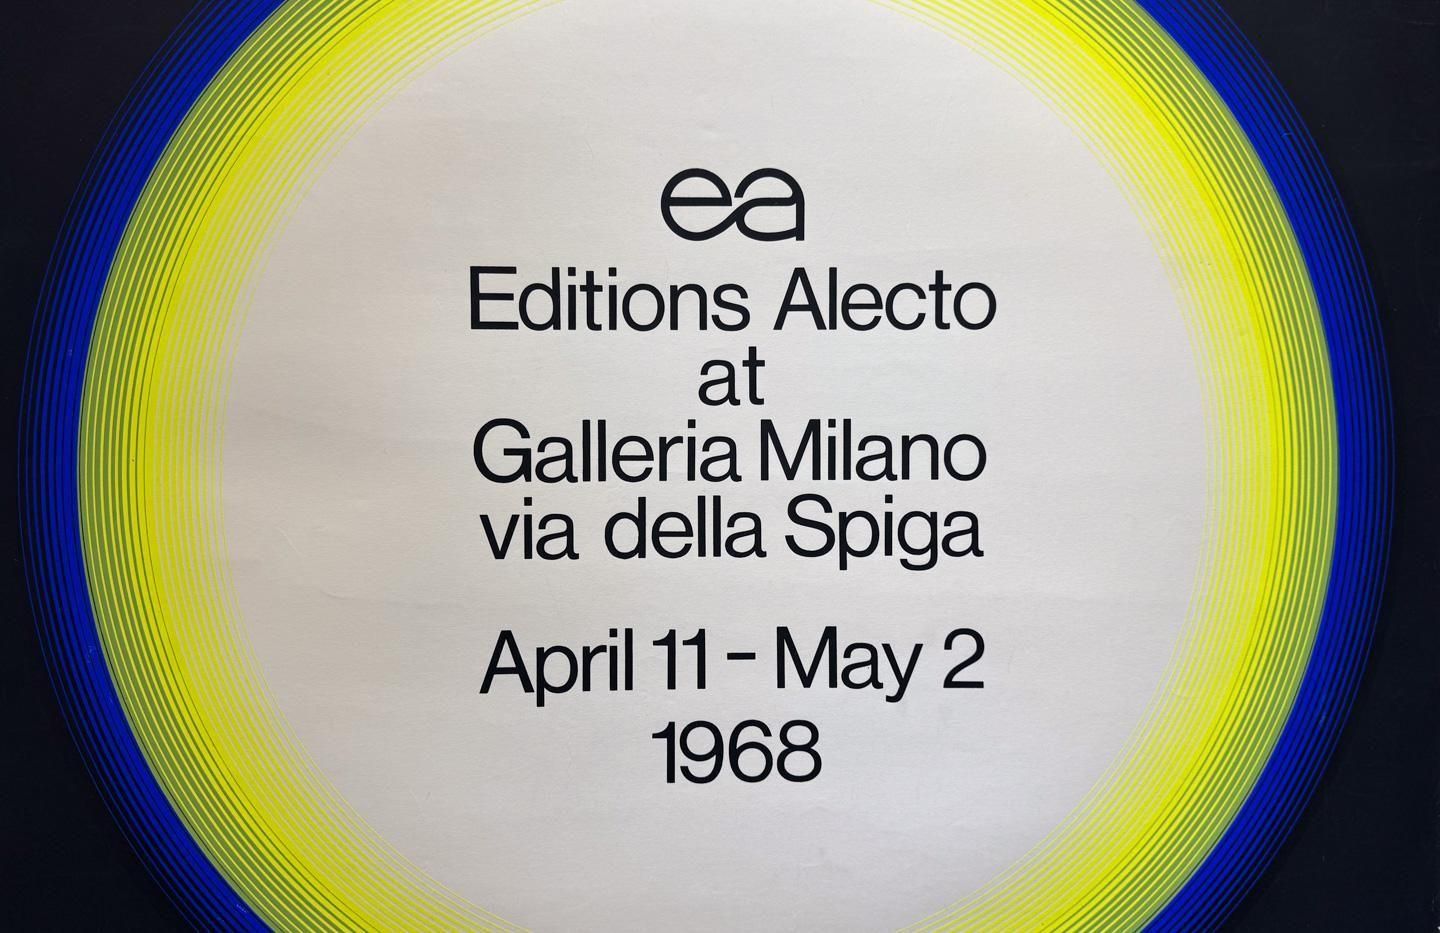 ea
Editions Alecto
at
Galleria Milano
via della Spiga
April 11 - May 2
1968